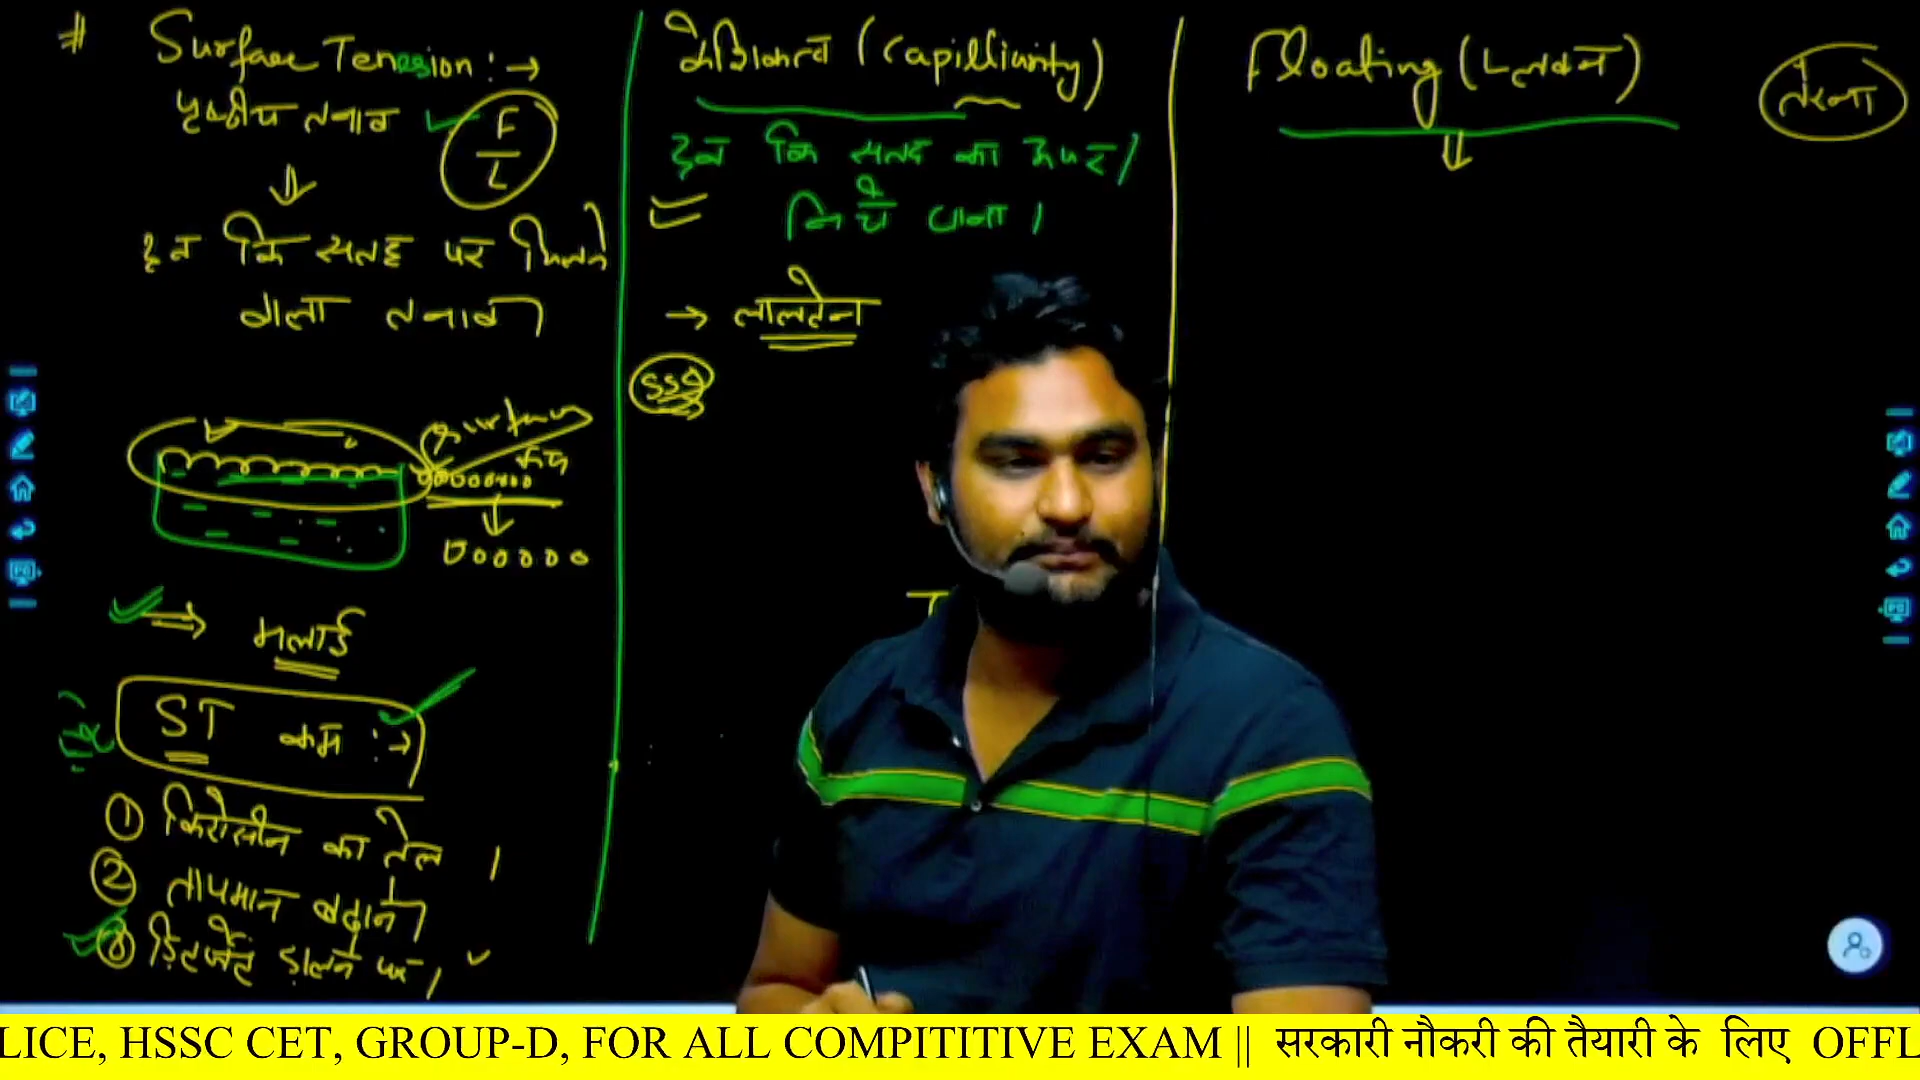 # Surface Tension :→
पृष्ठीय तनाव
F
L
द्रव कि सतह पर मिलने
वाला तनाव
surface
→ मलाई
ST कम :→
① किरोसीन का तेल ।
② तापमान बढ़ाने
③ डिटर्जेंट डालने पर ।
केशिकत्व (Capillarity)
द्रव कि सतह का ऊपर/
निचे जाना ।
→ लालटेन
SSC
Floating (प्लवन)
तैरना
LICE, HSSC CET, GROUP-D, FOR ALL COMPITITIVE EXAM || सरकारी नौकरी की तैयारी के लिए OFFL